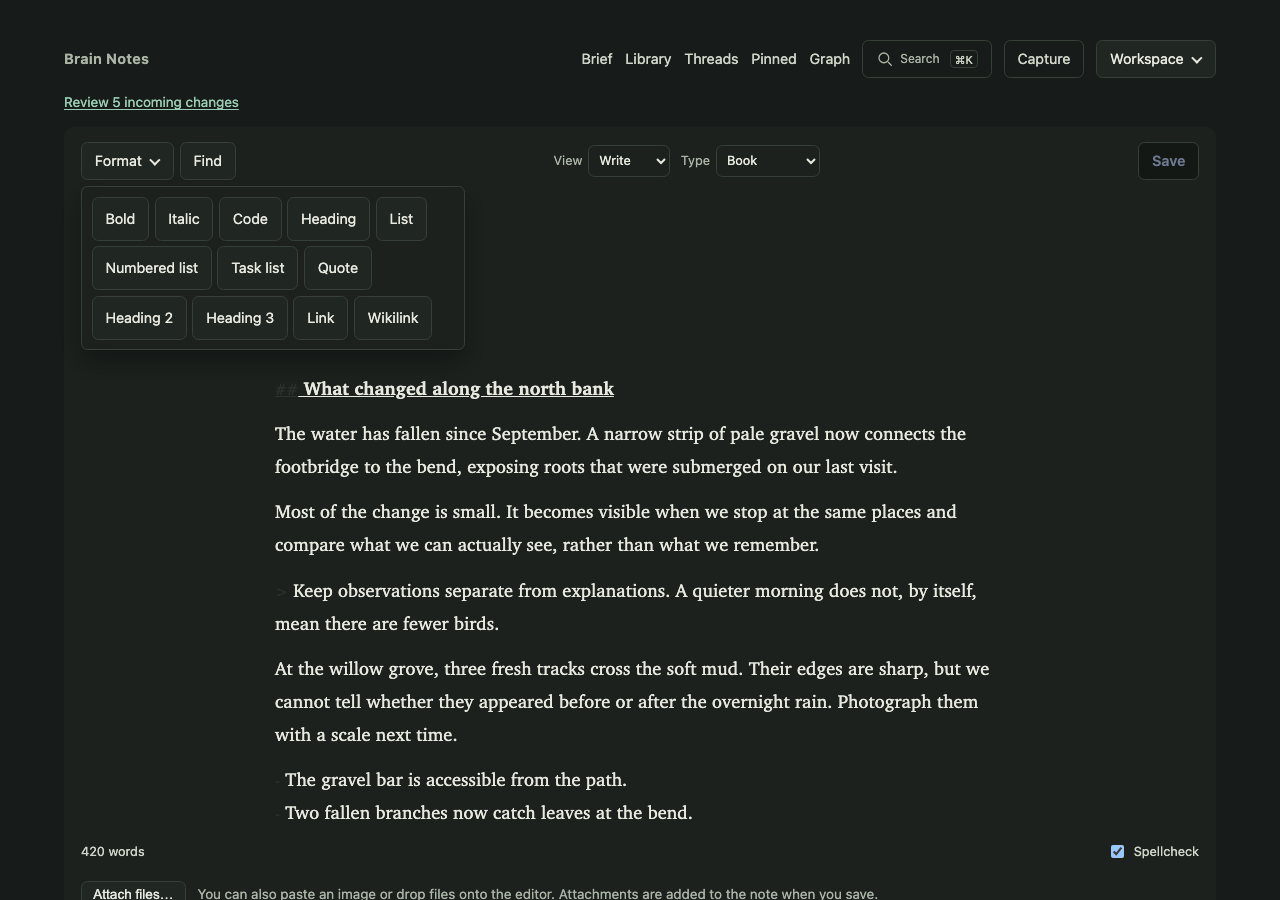 Brain Notes
Brief Library Threads Pinned Graph Search ⌘K Capture Workspace
Review 5 incoming changes
Format Find View Write Type Book Save
Bold Italic Code Heading List
Numbered list Task list Quote
Heading 2 Heading 3 Link Wikilink
## What changed along the north bank
The water has fallen since September. A narrow strip of pale gravel now connects the
footbridge to the bend, exposing roots that were submerged on our last visit.
Most of the change is small. It becomes visible when we stop at the same places and
compare what we can actually see, rather than what we remember.
> Keep observations separate from explanations. A quieter morning does not, by itself,
mean there are fewer birds.
At the willow grove, three fresh tracks cross the soft mud. Their edges are sharp, but we
cannot tell whether they appeared before or after the overnight rain. Photograph them
with a scale next time.
- The gravel bar is accessible from the path.
- Two fallen branches now catch leaves at the bend.
420 words Spellcheck
Attach files... You can also paste an image or drop files onto the editor. Attachments are added to the note when you save.